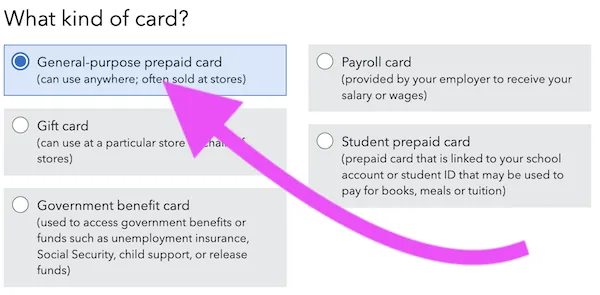 What kind of card?
General-purpose prepaid card
(can use anywhere; often sold at stores)
Gift card
(can use at a particular store chain of
stores)
Government benefit card
(used to access government benefits or
funds such as unemployment insurance,
Social Security, child support, or release
funds)
Payroll card
(provided by your employer to receive your
salary or wages)
Student prepaid card
(prepaid card that is linked to your school
account or student ID that may be used to
pay for books, meals or tuition)